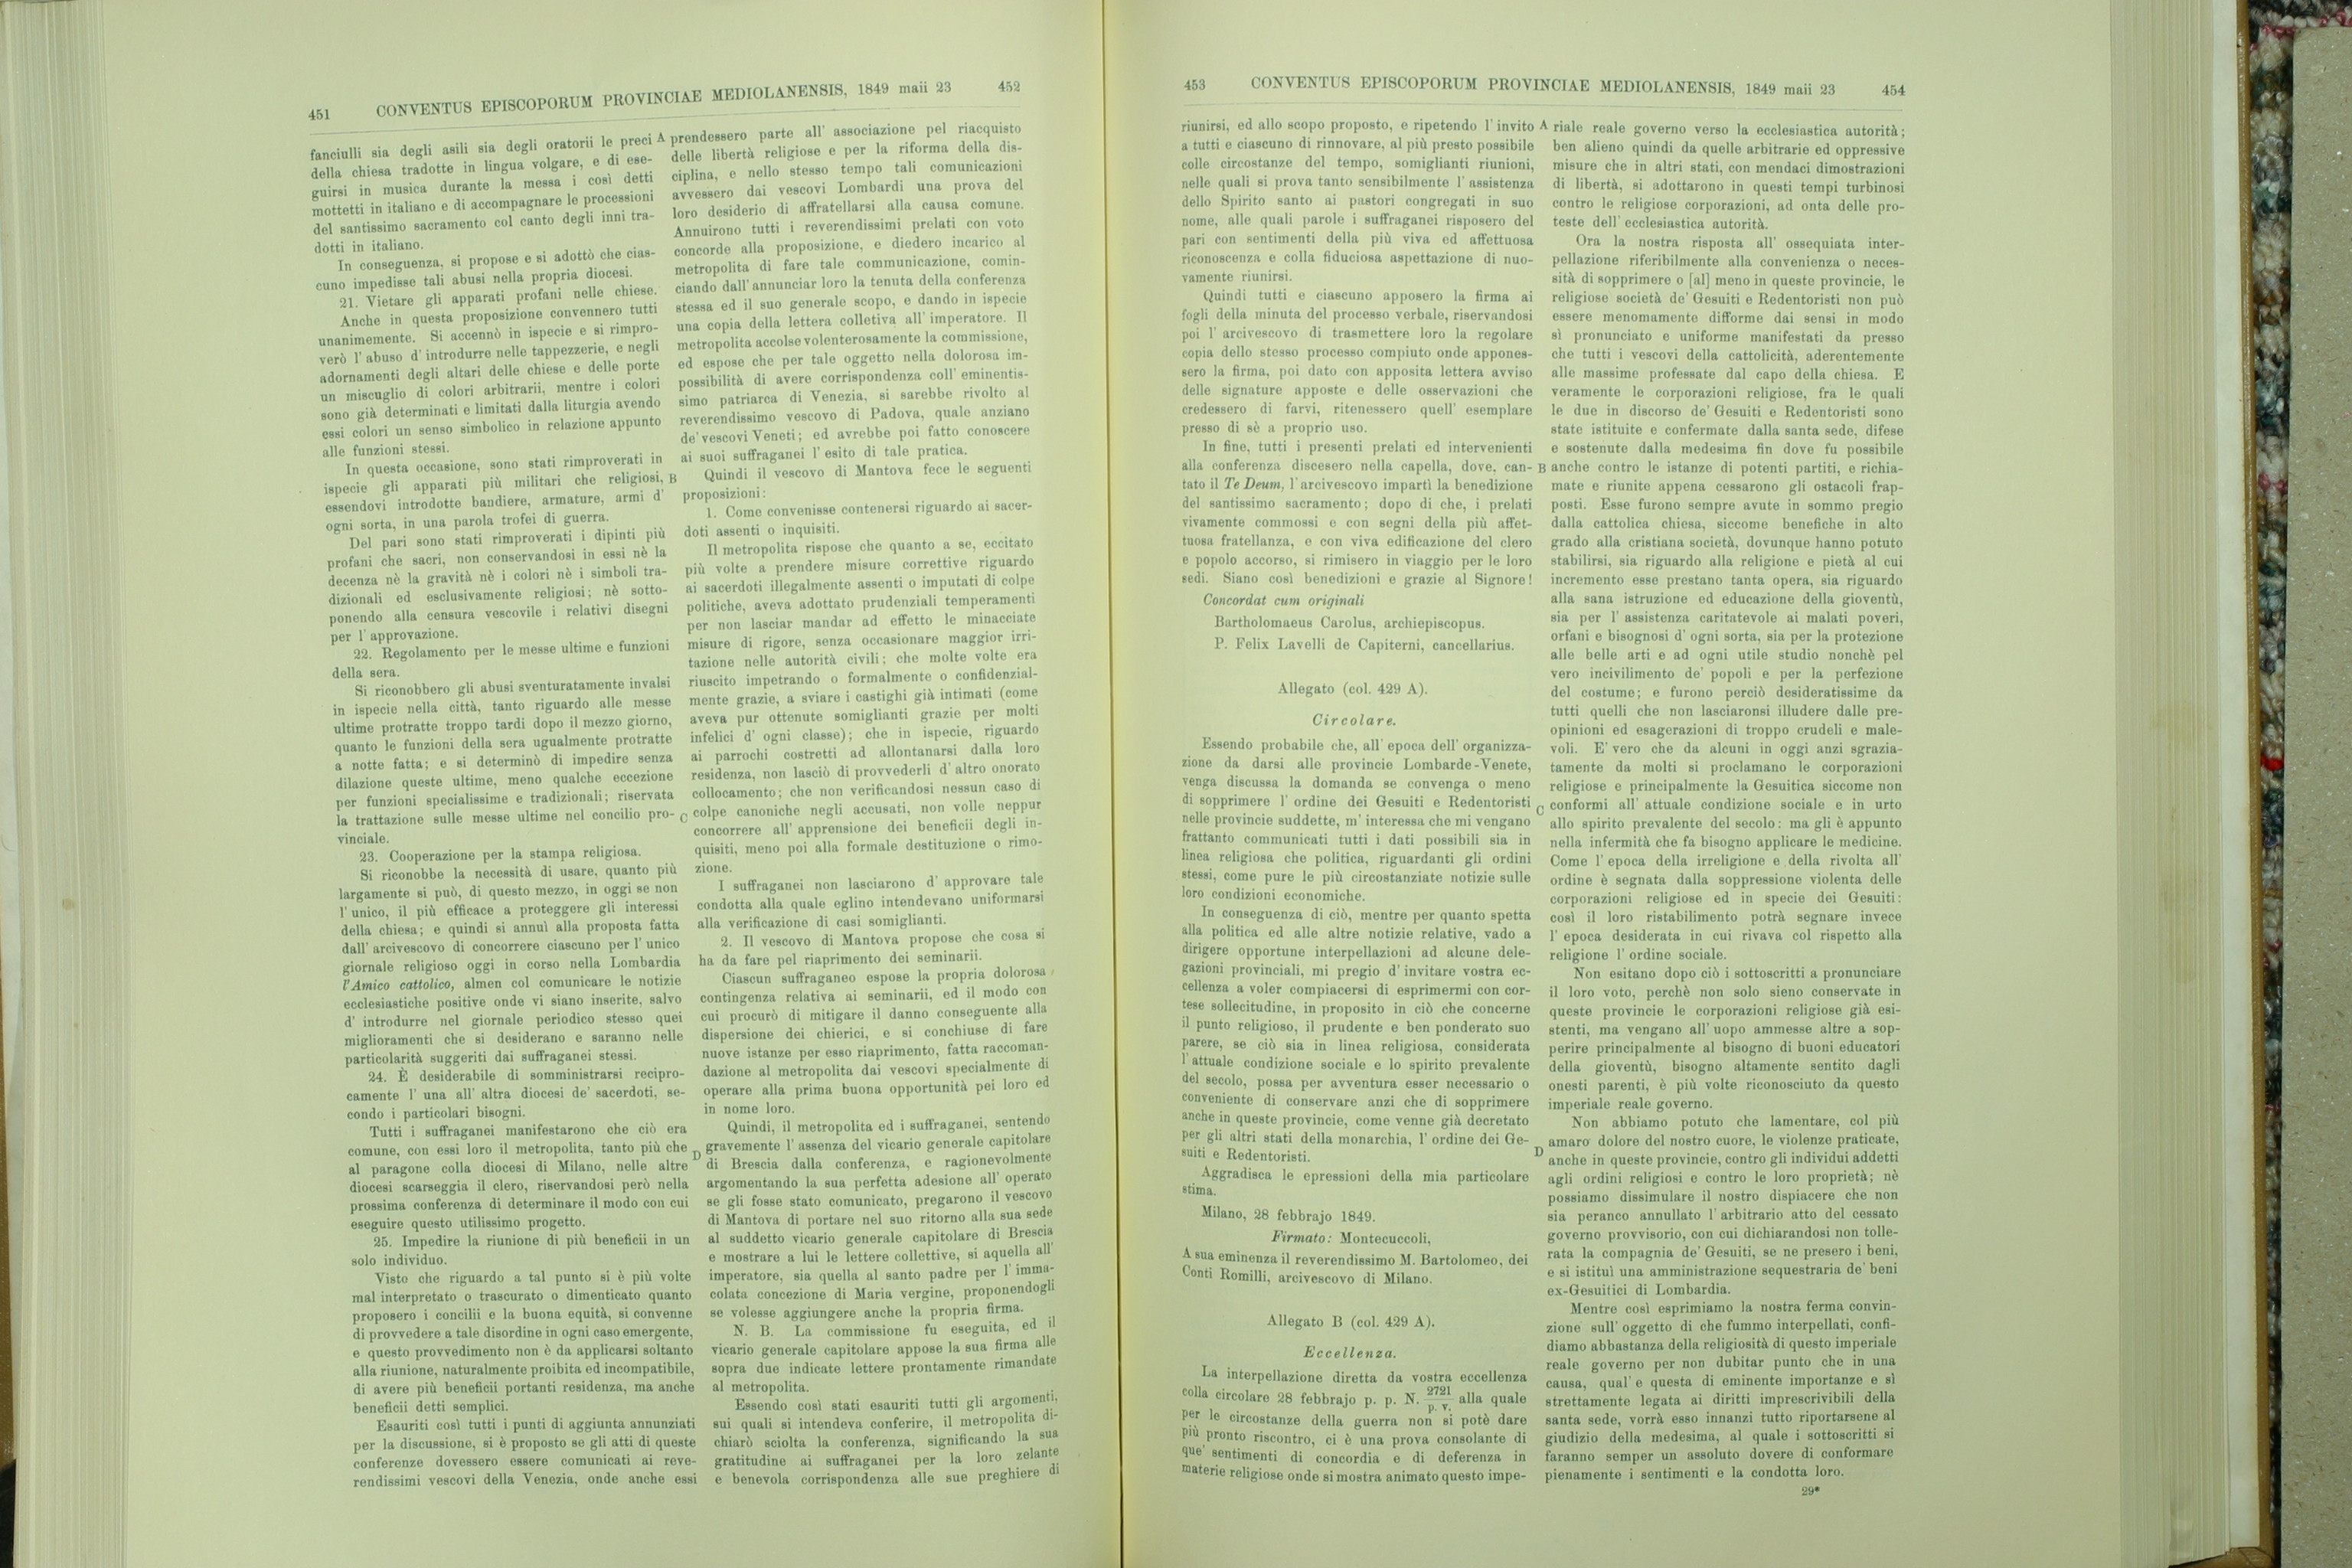 451 CONVENTUS EPISCOPORUM PROVINCIAE MEDIOLANENSIS, 1849 maii 23 452
fanciulli sia degli asili sia degli oratorii le preci
della chiesa tradotte in lingua volgare, e di ese-
guirsi in musica durante la messa i così detti
mottetti in italiano e di accompagnare le processioni
del santissimo sacramento col canto degli inni tra-
dotti in italiano.
In conseguenza, si propose e si adottò che cias-
cuno impedisse tali abusi nella propria diocesi.
21. Vietare gli apparati profani nelle chiese.
Anche in questa proposizione convennero tutti
unanimemente. Si accennò in ispecie e si rimpro-
verò l' abuso d' introdurre nelle tappezzerie, e negli
adornamenti degli altari delle chiese e delle porte
un miscuglio di colori arbitrarii, mentre i colori
sono già determinati e limitati dalla liturgia avendo
essi colori un senso simbolico in relazione appunto
alle funzioni stessi.
In questa occasione, sono stati rimproverati in
ispecie gli apparati più militari che religiosi,
essendovi introdotte bandiere, armature, armi d'
ogni sorta, in una parola trofei di guerra.
Del pari sono stati rimproverati i dipinti più
profani che sacri, non conservandosi in essi nè la
decenza nè la gravità nè i colori nè i simboli tra-
dizionali ed esclusivamente religiosi; nè sotto-
ponendo alla censura vescovile i relativi disegni
per l' approvazione.
22. Regolamento per le messe ultime e funzioni
della sera.
Si riconobbero gli abusi sventuratamente invalsi
in ispecie nella città, tanto riguardo alle messe
ultime protratte troppo tardi dopo il mezzo giorno,
quanto le funzioni della sera ugualmente protratte
a notte fatta; e si determinò di impedire senza
dilazione queste ultime, meno qualche eccezione
per funzioni specialissime e tradizionali; riservata
la trattazione sulle messe ultime nel concilio pro-
vinciale.
23. Cooperazione per la stampa religiosa.
Si riconobbe la necessità di usare, quanto più
largamente si può, di questo mezzo, in oggi se non
l' unico, il più efficace a proteggere gli interessi
della chiesa; e quindi si annuì alla proposta fatta
dall' arcivescovo di concorrere ciascuno per l' unico
giornale religioso oggi in corso nella Lombardia
l'Amico cattolico, almen col comunicare le notizie
ecclesiastiche positive onde vi siano inserite, salvo
d' introdurre nel giornale periodico stesso quei
miglioramenti che si desiderano e saranno nelle
particolarità suggeriti dai suffraganei stessi.
24. È desiderabile di somministrarsi recipro-
camente l' una all' altra diocesi de' sacerdoti, se-
condo i particolari bisogni.
Tutti i suffraganei manifestarono che ciò era
comune, con essi loro il metropolita, tanto più che
al paragone colla diocesi di Milano, nelle altre
diocesi scarseggia il clero, riservandosi però nella
prossima conferenza di determinare il modo con cui
eseguire questo utilissimo progetto.
25. Impedire la riunione di più beneficii in un
solo individuo.
Visto che riguardo a tal punto si è più volte
mal interpretato o trascurato o dimenticato quanto
proposero i concilii e la buona equità, si convenne
di provvedere a tale disordine in ogni caso emergente,
e questo provvedimento non è da applicarsi soltanto
alla riunione, naturalmente proibita ed incompatibile,
di avere più beneficii portanti residenza, ma anche
beneficii detti semplici.
Esauriti così tutti i punti di aggiunta annunziati
per la discussione, si è proposto se gli atti di queste
conferenze dovessero essere comunicati ai reve-
rendissimi vescovi della Venezia, onde anche essi
A
B
C
D
prendessero parte all' associazione pel riacquisto
delle libertà religiose e per la riforma della dis-
ciplina, e nello stesso tempo tali comunicazioni
avvessero dai vescovi Lombardi una prova del
loro desiderio di affratellarsi alla causa comune.
Annuirono tutti i reverendissimi prelati con voto
concorde alla proposizione, e diedero incarico al
metropolita di fare tale communicazione, comin-
ciando dall' annunciar loro la tenuta della conferenza
stessa ed il suo generale scopo, e dando in ispecie
una copia della lettera colletiva all' imperatore. Il
metropolita accolse volenterosamente la commissione,
ed espose che per tale oggetto nella dolorosa im-
possibilità di avere corrispondenza coll' eminentis-
simo patriarca di Venezia, si sarebbe rivolto al
reverendissimo vescovo di Padova, quale anziano
de' vescovi Veneti; ed avrebbe poi fatto conoscere
ai suoi suffraganei l' esito di tale pratica.
Quindi il vescovo di Mantova fece le seguenti
proposizioni:
1. Come convenisse contenersi riguardo ai sacer-
doti assenti o inquisiti.
Il metropolita rispose che quanto a se, eccitato
più volte a prendere misure correttive riguardo
ai sacerdoti illegalmente assenti o imputati di colpe
politiche, aveva adottato prudenziali temperamenti
per non lasciar mandar ad effetto le minacciate
misure di rigore, senza occasionare maggior irri-
tazione nelle autorità civili; che molte volte era
riuscito impetrando o formalmente o confidenzial-
mente grazie, a sviare i castighi già intimati (come
aveva pur ottenute somiglianti grazie per molti
infelici d' ogni classe); che in ispecie, riguardo
ai parrochi costretti ad allontanarsi dalla loro
residenza, non lasciò di provvederli d' altro onorato
collocamento; che non verificandosi nessun caso di
colpe canoniche negli accusati, non volle neppur
concorrere all' apprensione dei beneficii degli in-
quisiti, meno poi alla formale destituzione o rimo-
zione.
I suffraganei non lasciarono d' approvare tale
condotta alla quale eglino intendevano uniformarsi
alla verificazione di casi somiglianti.
2. Il vescovo di Mantova propose che cosa si
ha da fare pel riaprimento dei seminarii.
Ciascun suffraganeo espose la propria dolorosa
contingenza relativa ai seminarii, ed il modo con
cui procurò di mitigare il danno conseguente alla
dispersione dei chierici, e si conchiuse di fare
nuove istanze per esso riaprimento, fatta raccoman-
dazione al metropolita dai vescovi specialmente di
operare alla prima buona opportunità pei loro ed
in nome loro.
Quindi, il metropolita ed i suffraganei, sentendo
gravemente l' assenza del vicario generale capitolare
di Brescia dalla conferenza, e ragionevolmente
argomentando la sua perfetta adesione all' operato
se gli fosse stato comunicato, pregarono il vescovo
di Mantova di portare nel suo ritorno alla sua sede
al suddetto vicario generale capitolare di Brescia
e mostrare a lui le lettere collettive, si aquella all'
imperatore, sia quella al santo padre per l' imma-
colata concezione di Maria vergine, proponendogli
se volesse aggiungere anche la propria firma.
N. B. La commissione fu eseguita, ed il
vicario generale capitolare appose la sua firma alle
sopra due indicate lettere prontamente rimandate
al metropolita.
Essendo così stati esauriti tutti gli argomenti,
sui quali si intendeva conferire, il metropolita di-
chiarò sciolta la conferenza, significando la sua
gratitudine ai suffraganei per la loro zelante
e benevola corrispondenza alle sue preghiere di
453 CONVENTUS EPISCOPORUM PROVINCIAE MEDIOLANENSIS, 1849 maii 23 454
riunirsi, ed allo scopo proposto, e ripetendo l' invito
a tutti e ciascuno di rinnovare, al più presto possibile
colle circostanze del tempo, somiglianti riunioni,
nelle quali si prova tanto sensibilmente l' assistenza
dello Spirito santo ai pastori congregati in suo
nome, alle quali parole i suffraganei risposero del
pari con sentimenti della più viva ed affettuosa
riconoscenza e colla fiduciosa aspettazione di nuo-
vamente riunirsi.
Quindi tutti e ciascuno apposero la firma ai
fogli della minuta del processo verbale, riservandosi
poi l' arcivescovo di trasmettere loro la regolare
copia dello stesso processo compiuto onde appones-
sero la firma, poi dato con apposita lettera avviso
delle signature apposte e delle osservazioni che
credessero di farvi, ritenessero quell' esemplare
presso di sè a proprio uso.
In fine, tutti i presenti prelati ed intervenienti
alla conferenza discesero nella capella, dove, can-
tato il Te Deum, l' arcivescovo impartì la benedizione
del santissimo sacramento; dopo di che, i prelati
vivamente commossi e con segni della più affet-
tuosa fratellanza, e con viva edificazione del clero
e popolo accorso, si rimisero in viaggio per le loro
sedi. Siano così benedizioni e grazie al Signore!
Concordat cum originali
Bartholomaeus Carolus, archiepiscopus.
P. Felix Lavelli de Capiterni, cancellarius.
Allegato (col. 429 A).
Circolare.
Essendo probabile che, all' epoca dell' organizza-
zione da darsi alle provincie Lombarde-Venete,
venga discussa la domanda se convenga o meno
di sopprimere l' ordine dei Gesuiti e Redentoristi
nelle provincie suddette, m' interessa che mi vengano
frattanto communicati tutti i dati possibili sia in
linea religiosa che politica, riguardanti gli ordini
stessi, come pure le più circostanziate notizie sulle
loro condizioni economiche.
In conseguenza di ciò, mentre per quanto spetta
alla politica ed alle altre notizie relative, vado a
dirigere opportune interpellazioni ad alcune dele-
gazioni provinciali, mi pregio d' invitare vostra ec-
cellenza a voler compiacersi di esprimermi con cor-
tese sollecitudine, in proposito in ciò che concerne
il punto religioso, il prudente e ben ponderato suo
parere, se ciò sia in linea religiosa, considerata
l' attuale condizione sociale e lo spirito prevalente
del secolo, possa per avventura esser necessario o
conveniente di conservare anzi che di sopprimere
anche in queste provincie, come venne già decretato
per gli altri stati della monarchia, l' ordine dei Ge-
suiti e Redentoristi.
Aggradisca le epressioni della mia particolare
stima.
Milano, 28 febbrajo 1849.
Firmato: Montecuccoli,
A sua eminenza il reverendissimo M. Bartolomeo, dei
Conti Romilli, arcivescovo di Milano.
Allegato B (col. 429 A).
Eccellenza.
La interpellazione diretta da vostra eccellenza
colla circolare 28 febbrajo p. p. N. 2721/p. v. alla quale
per le circostanze della guerra non si potè dare
più pronto riscontro, ci è una prova consolante di
que' sentimenti di concordia e di deferenza in
materie religiose onde si mostra animato questo impe-
A
B
C
D
riale reale governo verso la ecclesiastica autorità;
ben alieno quindi da quelle arbitrarie ed oppressive
misure che in altri stati, con mendaci dimostrazioni
di libertà, si adottarono in questi tempi turbinosi
contro le religiose corporazioni, ad onta delle pro-
teste dell' ecclesiastica autorità.
Ora la nostra risposta all' ossequiata inter-
pellazione riferibilmente alla convenienza o neces-
sità di sopprimere o [al] meno in queste provincie, le
religiose società de' Gesuiti e Redentoristi non può
essere menomamente difforme dai sensi in modo
sì pronunciato e uniforme manifestati da presso
che tutti i vescovi della cattolicità, aderentemente
alle massime professate dal capo della chiesa. E
veramente le corporazioni religiose, fra le quali
le due in discorso de' Gesuiti e Redentoristi sono
state istituite e confermate dalla santa sede, difese
e sostenute dalla medesima fin dove fu possibile
anche contro le istanze di potenti partiti, e richia-
mate e riunite appena cessarono gli ostacoli frap-
posti. Esse furono sempre avute in sommo pregio
dalla cattolica chiesa, siccome benefiche in alto
grado alla cristiana società, dovunque hanno potuto
stabilirsi, sia riguardo alla religione e pietà al cui
incremento esse prestano tanta opera, sia riguardo
alla sana istruzione ed educazione della gioventù,
sia per l' assistenza caritatevole ai malati poveri,
orfani e bisognosi d' ogni sorta, sia per la protezione
alle belle arti e ad ogni utile studio nonchè pel
vero incivilimento de' popoli e per la perfezione
del costume; e furono perciò desideratissime da
tutti quelli che non lasciaronsi illudere dalle pre-
opinioni ed esagerazioni di troppo crudeli e male-
voli. E' vero che da alcuni in oggi anzi sgrazia-
tamente da molti si proclamano le corporazioni
religiose e principalmente la Gesuitica siccome non
conformi all' attuale condizione sociale e in urto
allo spirito prevalente del secolo: ma gli è appunto
nella infermità che fa bisogno applicare le medicine.
Come l' epoca della irreligione e della rivolta all'
ordine è segnata dalla soppressione violenta delle
corporazioni religiose ed in specie dei Gesuiti:
così il loro ristabilimento potrà segnare invece
l' epoca desiderata in cui rivava col rispetto alla
religione l' ordine sociale.
Non esitano dopo ciò i sottoscritti a pronunciare
il loro voto, perchè non solo sieno conservate in
queste provincie le corporazioni religiose già esi-
stenti, ma vengano all' uopo ammesse altre a sop-
perire principalmente al bisogno di buoni educatori
della gioventù, bisogno altamente sentito dagli
onesti parenti, è più volte riconosciuto da questo
imperiale reale governo.
Non abbiamo potuto che lamentare, col più
amaro dolore del nostro cuore, le violenze praticate,
anche in queste provincie, contro gli individui addetti
agli ordini religiosi e contro le loro proprietà; nè
possiamo dissimulare il nostro dispiacere che non
sia peranco annullato l' arbitrario atto del cessato
governo provvisorio, con cui dichiarandosi non tolle-
rata la compagnia de' Gesuiti, se ne presero i beni,
e si istituì una amministrazione sequestraria de' beni
ex-Gesuitici di Lombardia.
Mentre così esprimiamo la nostra ferma convin-
zione sull' oggetto di che fummo interpellati, confi-
diamo abbastanza della religiosità di questo imperiale
reale governo per non dubitar punto che in una
causa, qual' e questa di eminente importanze e sì
strettamente legata ai diritti imprescrivibili della
santa sede, vorrà esso innanzi tutto riportarsene al
giudizio della medesima, al quale i sottoscritti si
faranno semper un assoluto dovere di conformare
pienamente i sentimenti e la condotta loro.
29*